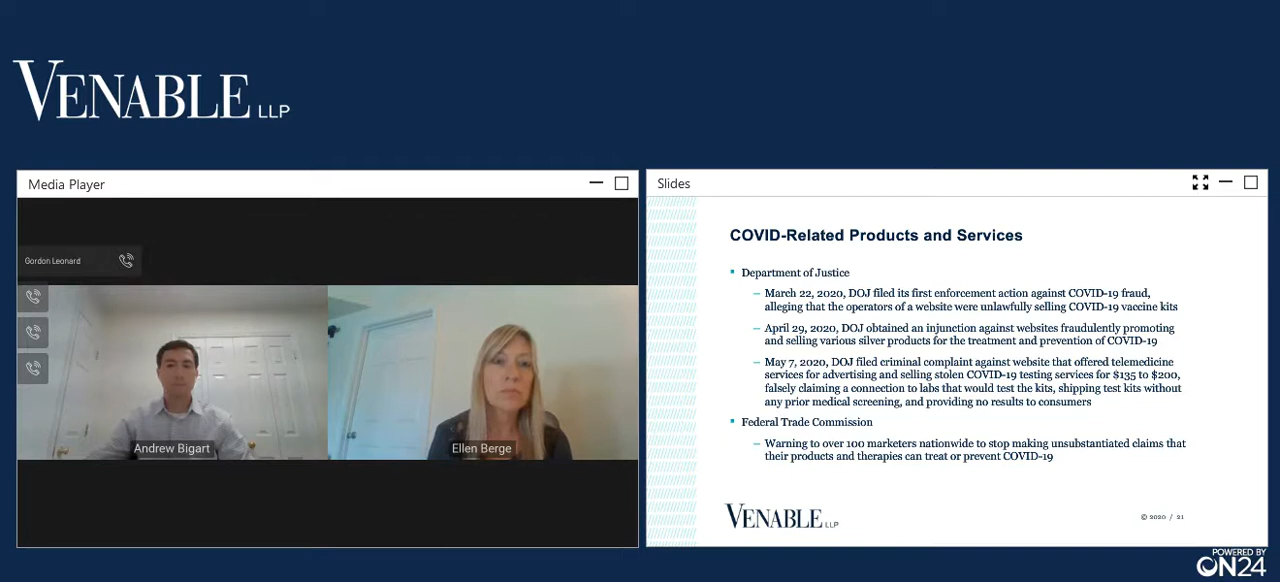 VENABLE LLP
Media Player
Gordon Leonard
Andrew Bigart
Ellen Berge
Slides
COVID-Related Products and Services
Department of Justice
– March 22, 2020, DOJ filed its first enforcement action against COVID-19 fraud,
alleging that the operators of a website were unlawfully selling COVID-19 vaccine kits
– April 29, 2020, DOJ obtained an injunction against websites fraudulently promoting
and selling various silver products for the treatment and prevention of COVID-19
– May 7, 2020, DOJ filed criminal complaint against website that offered telemedicine
services for advertising and selling stolen COVID-19 testing services for $135 to $200,
falsely claiming a connection to labs that would test the kits, shipping test kits without
any prior medical screening, and providing no results to consumers
Federal Trade Commission
– Warning to over 100 marketers nationwide to stop making unsubstantiated claims that
their products and therapies can treat or prevent COVID-19
VENABLE LLP
© 2020 / 21
POWERED BY
ON24